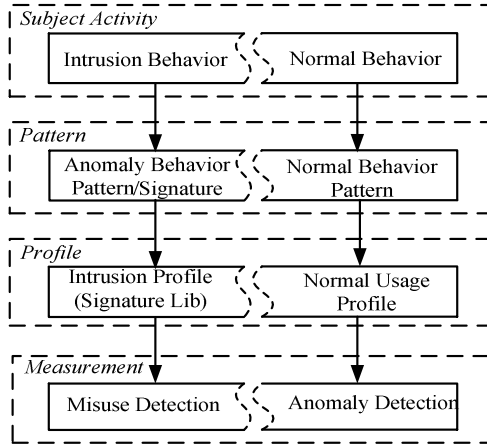 Subject Activity
Intrusion Behavior
Normal Behavior
Pattern
Anomaly Behavior
Pattern/Signature
Normal Behavior
Pattern
Profile
Intrusion Profile
(Signature Lib)
Normal Usage
Profile
Measurement
Misuse Detection
Anomaly Detection